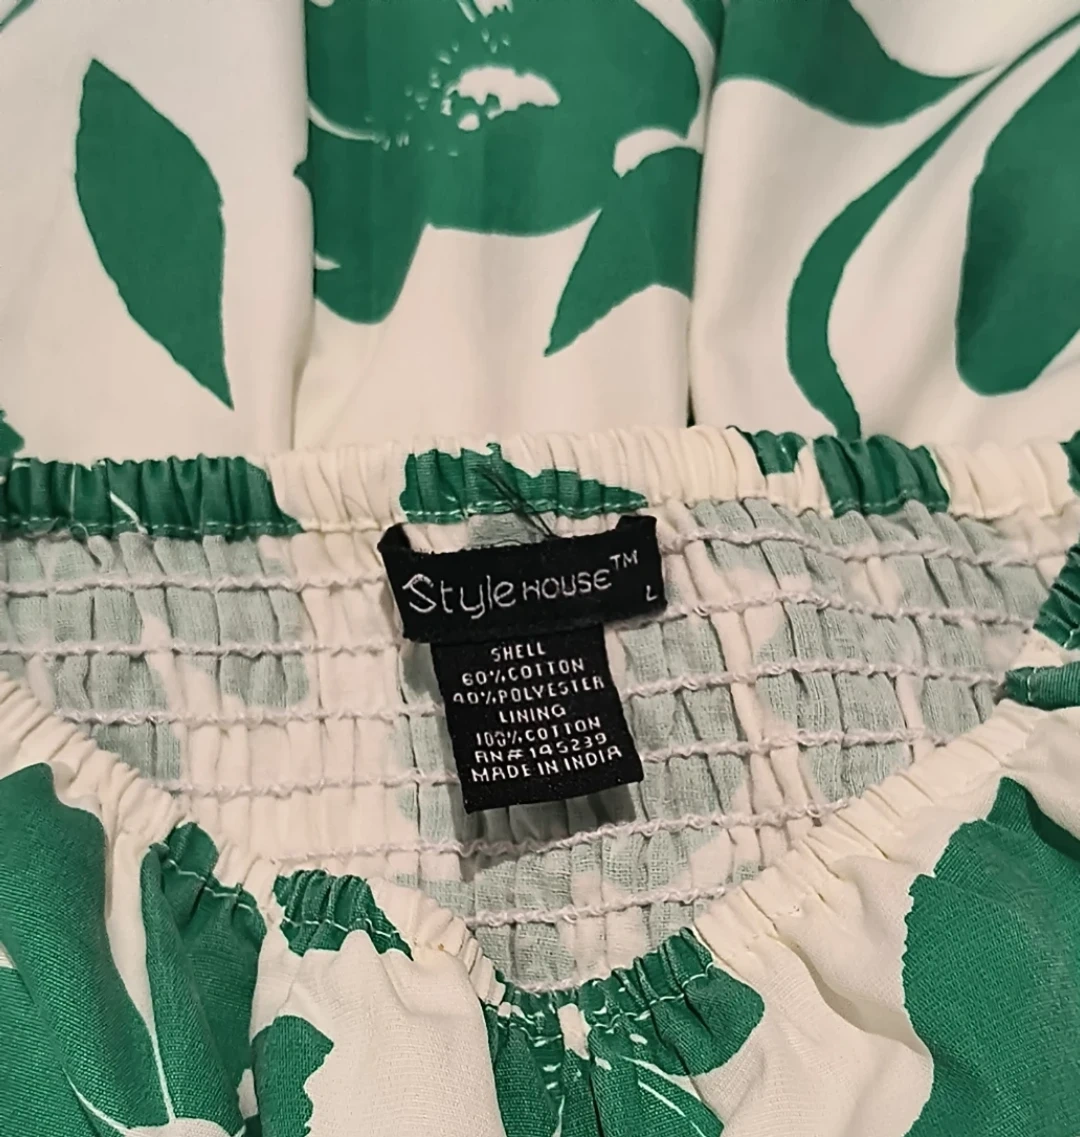 Style HOUSE™
L
SHELL
60% COTTON
40% POLYESTER
LINING
100% COTTON
RN # 145239
MADE IN INDIA